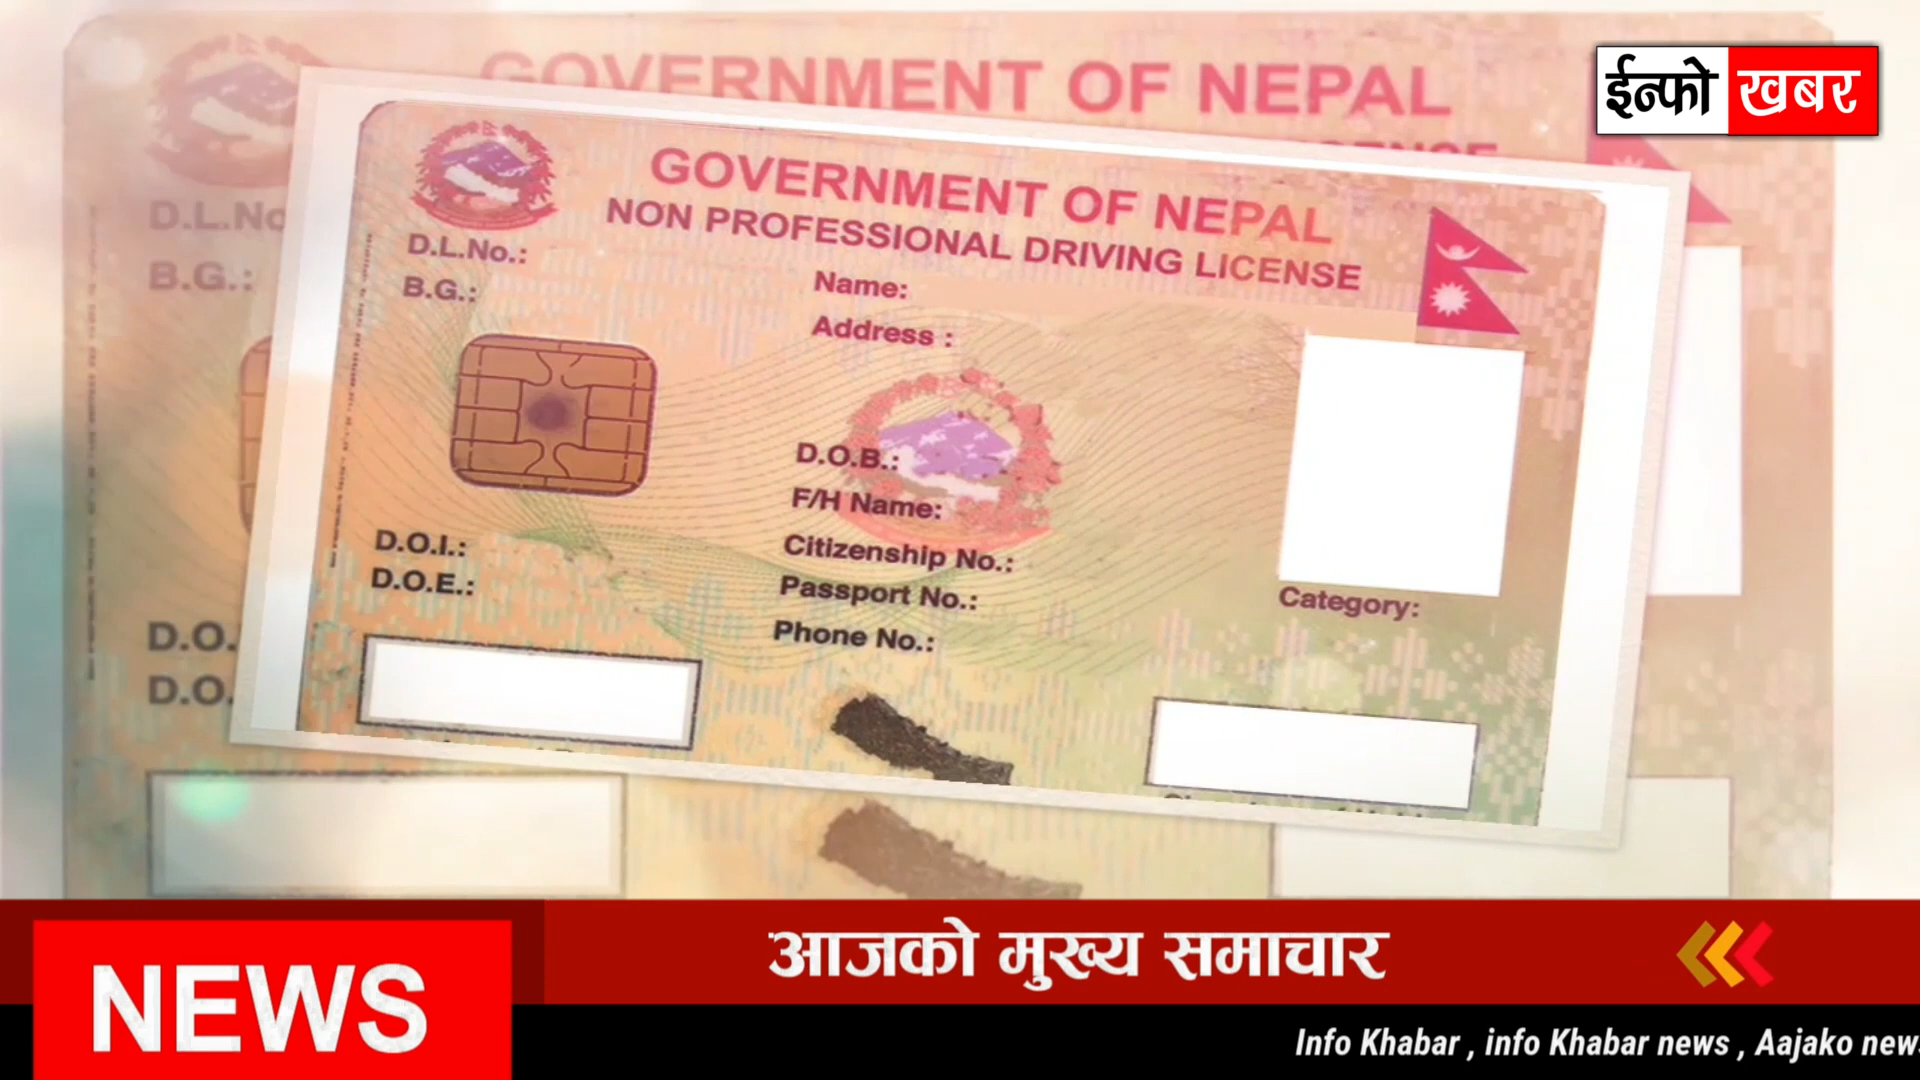 GOVERNMENT OF NEPAL
ईन्फो खबर
D.L.No
B.G.:
GOVERNMENT OF NEPAL
NON PROFESSIONAL DRIVING LICENSE
D.L.No.:
B.G.:
Name:
Address :
D.O.B.:
F/H Name:
Citizenship No.:
Passport No.:
Phone No.:
D.O.I.:
D.O.E.:
Category:
D.O.
D.O.
आजको मुख्य समाचार
NEWS
Info Khabar , info Khabar news , Aajako new